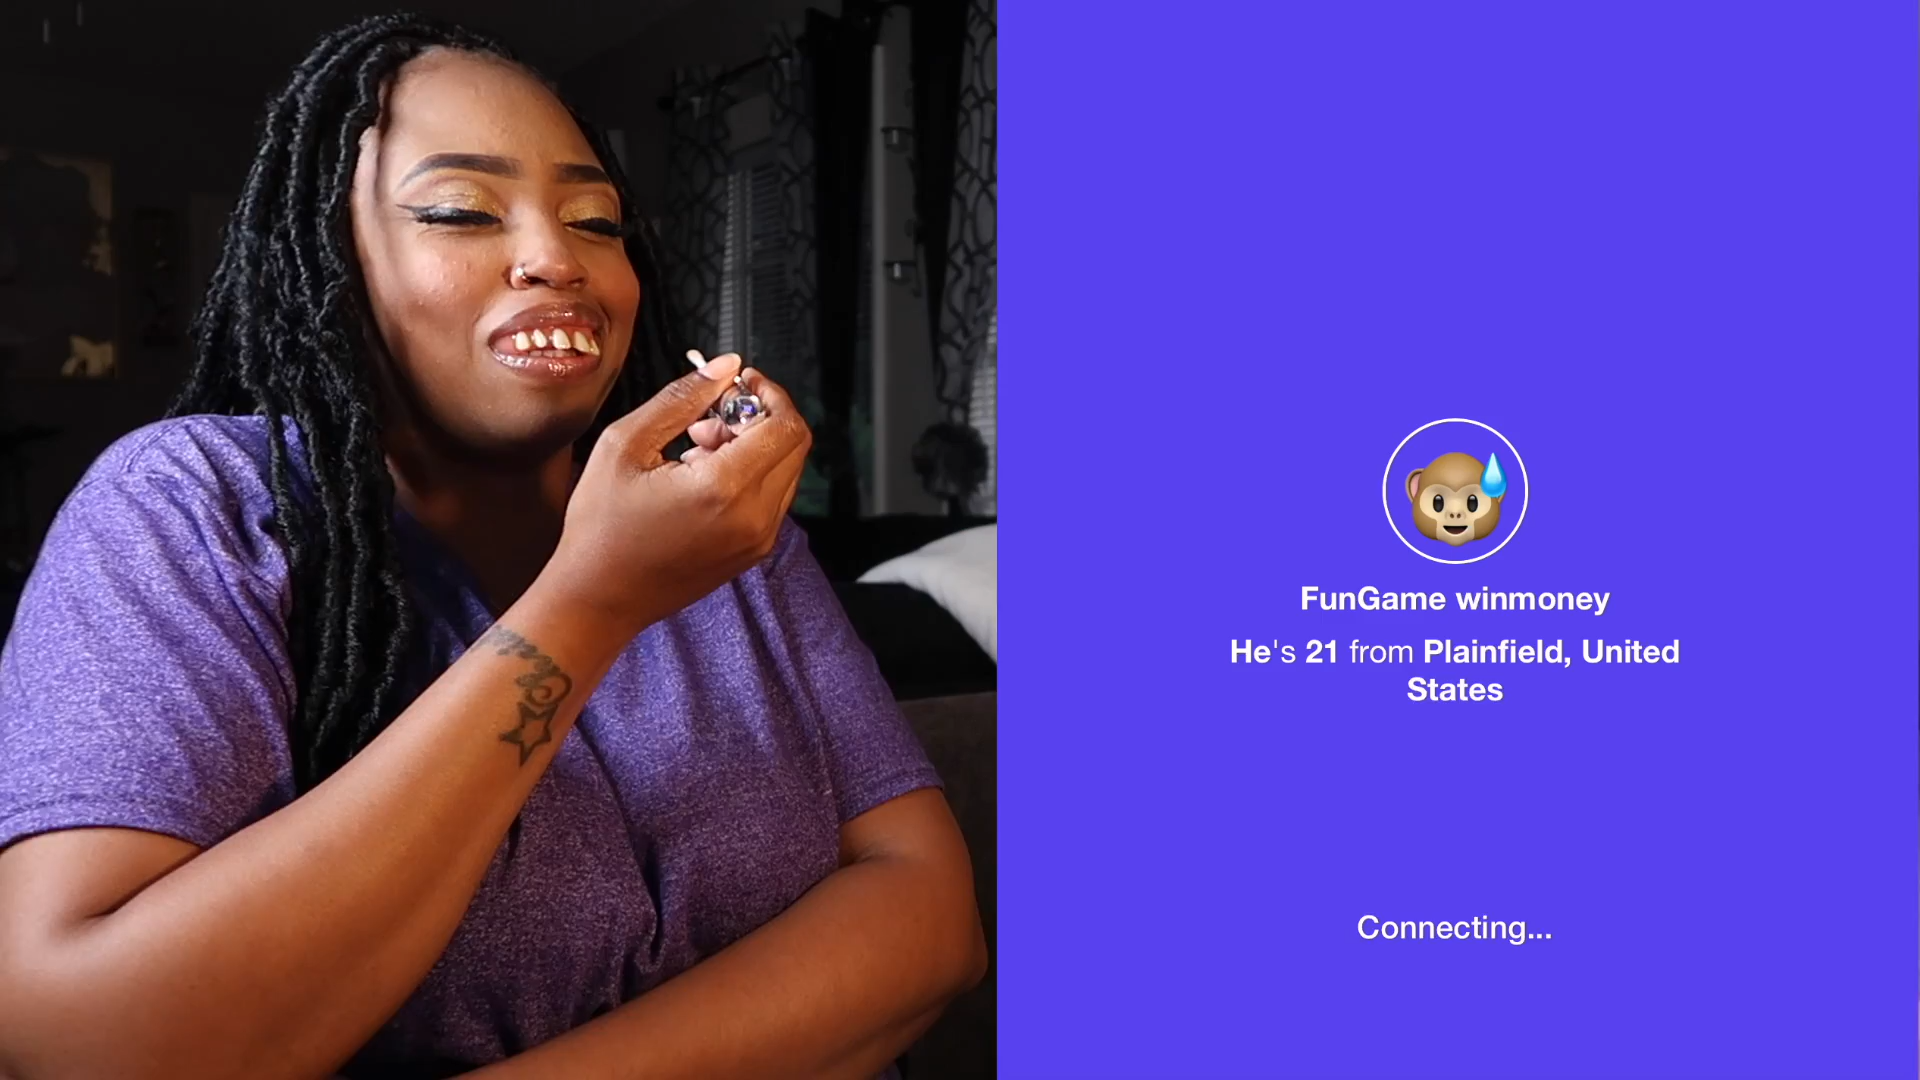 FunGame winmoney
He's 21 from Plainfield, United
States
Connecting...